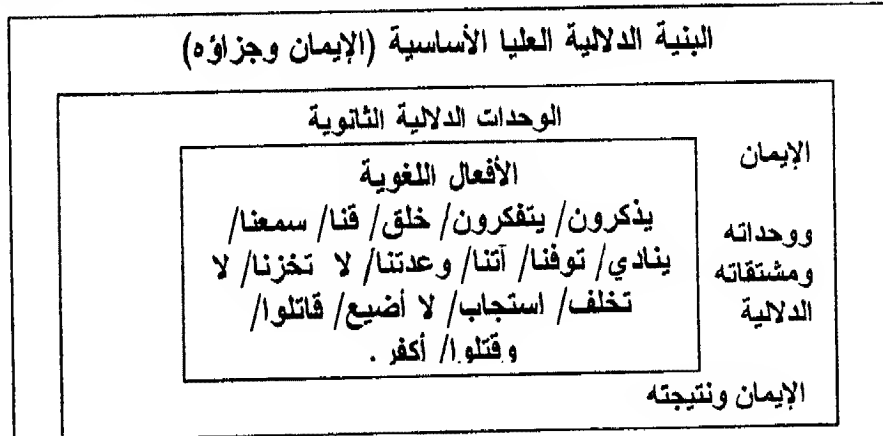 البنية الدلالية العليا الأساسية (الإيمان وجزاؤه)
الوحدات الدلالية الثانوية
الإيمان
ووحداته
ومشتقاته
الدلالية
الأفعال اللغوية
يذكرون/ يتفكرون/ خلق/ قنا/ سمعنا/
ينادي/ توفنا/ آتنا/ وعدتنا/ لا تخزنا/ لا
تخلف/ استجاب/ لا أضيع/ قاتلوا/
وقتلوا/ أكفر .
الإيمان ونتيجته